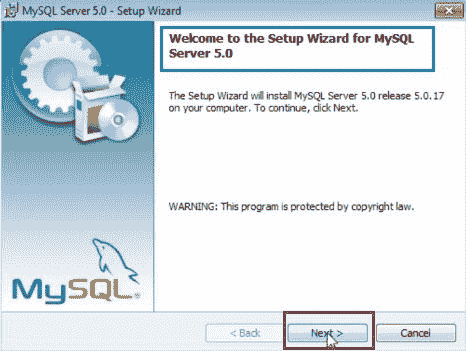 MySQL Server 5.0 - Setup Wizard
Welcome to the Setup Wizard for MySQL
Server 5.0
The Setup Wizard will install MySQL Server 5.0 release 5.0.17
on your computer. To continue, click Next.
WARNING: This program is protected by copyright law.
MySQL®
< Back Next > Cancel